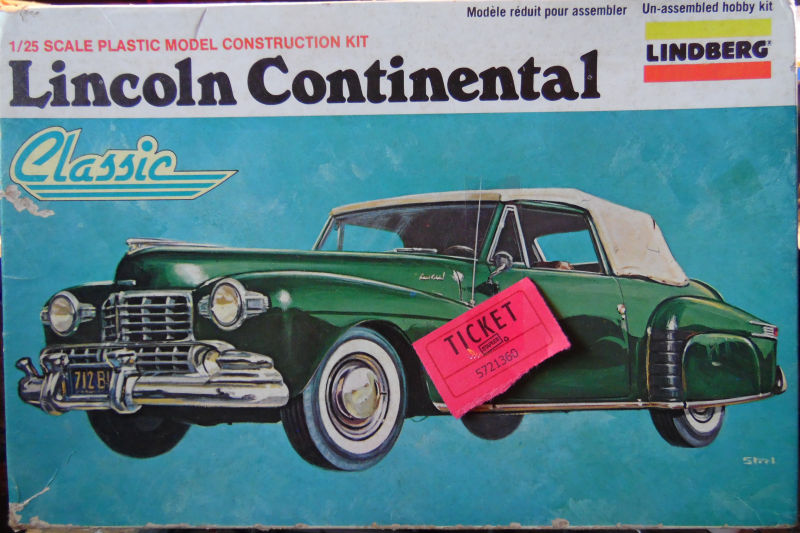 Modèle réduit pour assembler
Un-assembled hobby kit
1/25 SCALE PLASTIC MODEL CONSTRUCTION KIT
LINDBERG
Lincoln Continental
Classic
TICKET
5721360
712 B
Steel